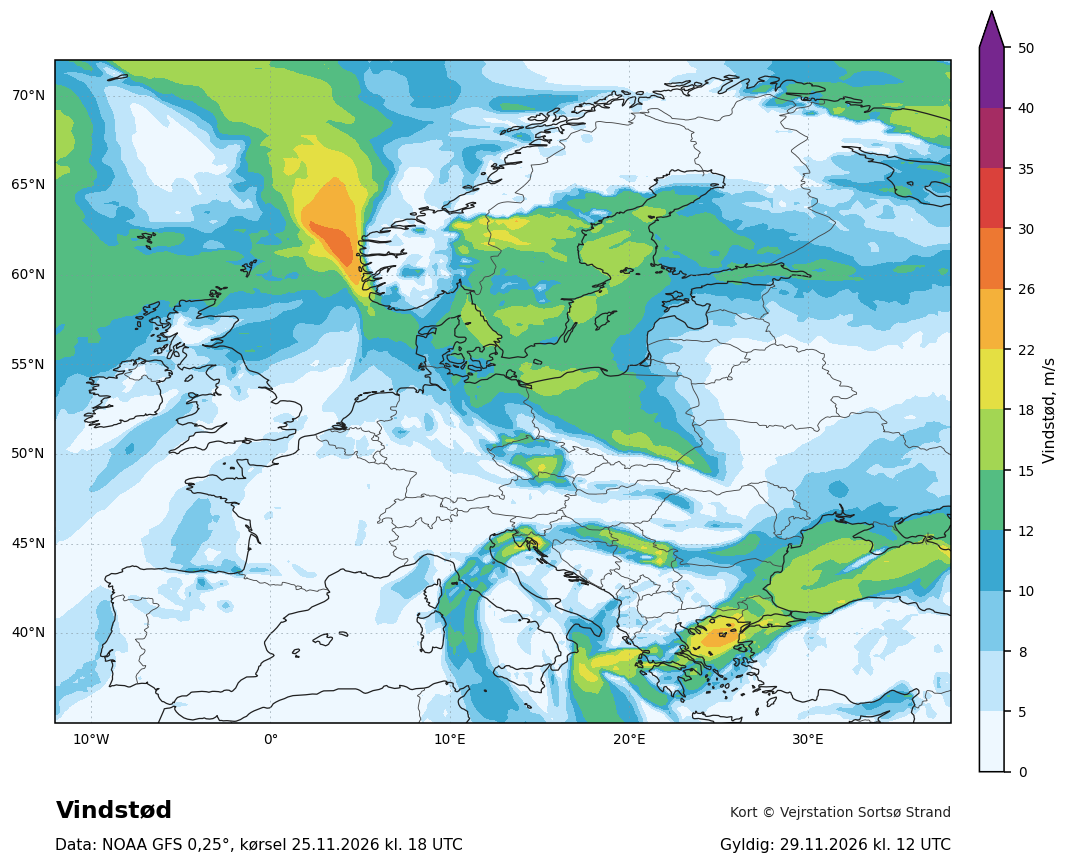 70°N
65°N
60°N
55°N
50°N
45°N
40°N
10°W
0°
10°E
20°E
30°E
50
40
35
30
26
22
18
15
12
10
8
5
0
Vindstød, m/s
Vindstød
Kort © Vejrstation Sortsø Strand
Data: NOAA GFS 0,25°, kørsel 25.11.2026 kl. 18 UTC
Gyldig: 29.11.2026 kl. 12 UTC